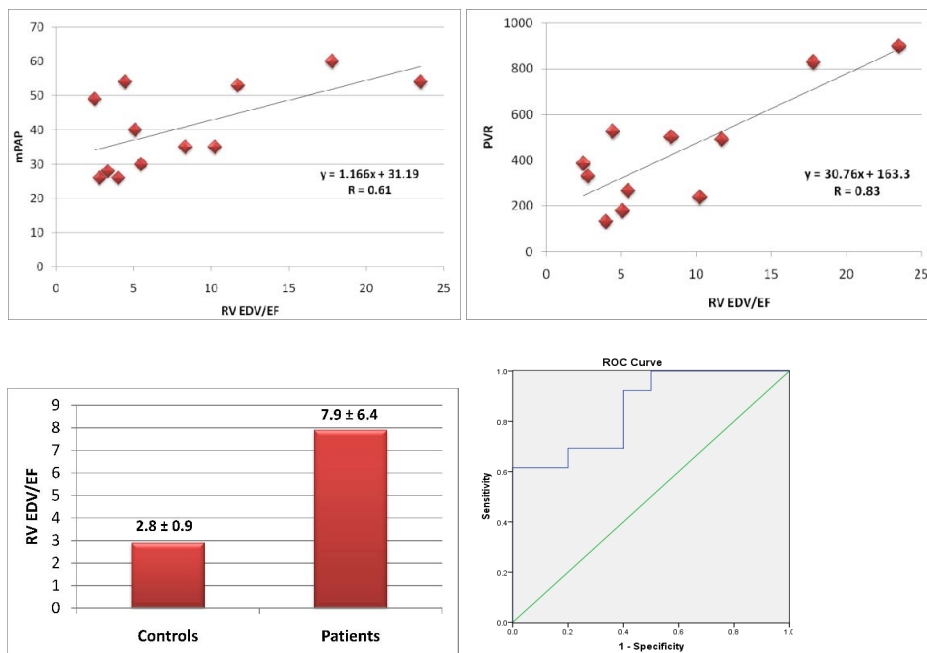 70
60
50
40
30
20
10
0
mPAP
y = 1.166x + 31.19
R = 0.61
0 5 10 15 20 25
RV EDV/EF
1000
800
600
400
200
0
PVR
y = 30.76x + 163.3
R = 0.83
0 5 10 15 20 25
RV EDV/EF
9
8
7
6
5
4
3
2
1
0
RV EDV/EF
7.9 ± 6.4
2.8 ± 0.9
Controls Patients
ROC Curve
1.0
0.8
0.6
0.4
0.2
0.0
Sensitivity
0.0 0.2 0.4 0.6 0.8
1 - Specificity